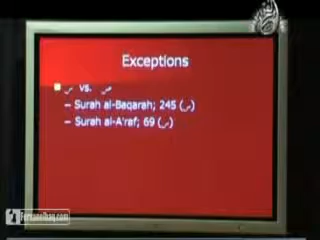 Exceptions
س vs. ص
– Surah al-Baqarah; 245 (س)
– Surah al-A'raf; 69 (س)